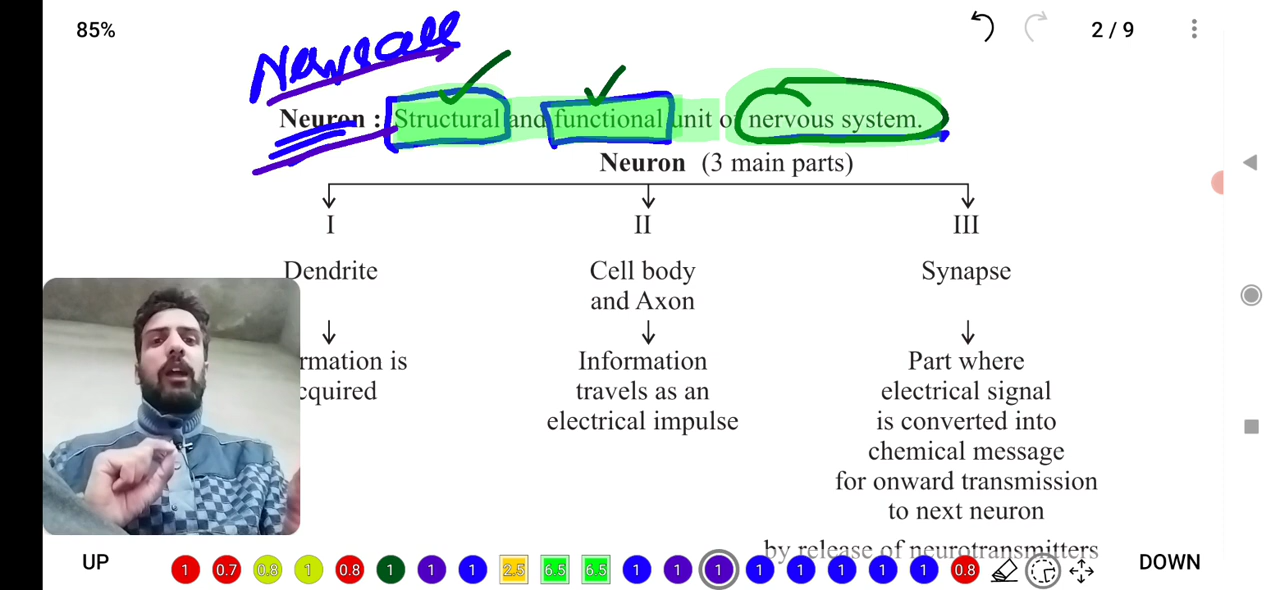 85%
2 / 9
Neuron : Structural and functional unit of nervous system.
Neuron (3 main parts)
I II III
Dendrite Cell body Synapse
and Axon
rmation is Information Part where
cquired travels as an electrical signal
electrical impulse is converted into
chemical message
for onward transmission
to next neuron
by release of neurotransmitters
UP 1 0.7 0.8 1 0.8 1 1 1 2.5 6.5 6.5 1 1 1 1 1 1 1 1 0.8 DOWN